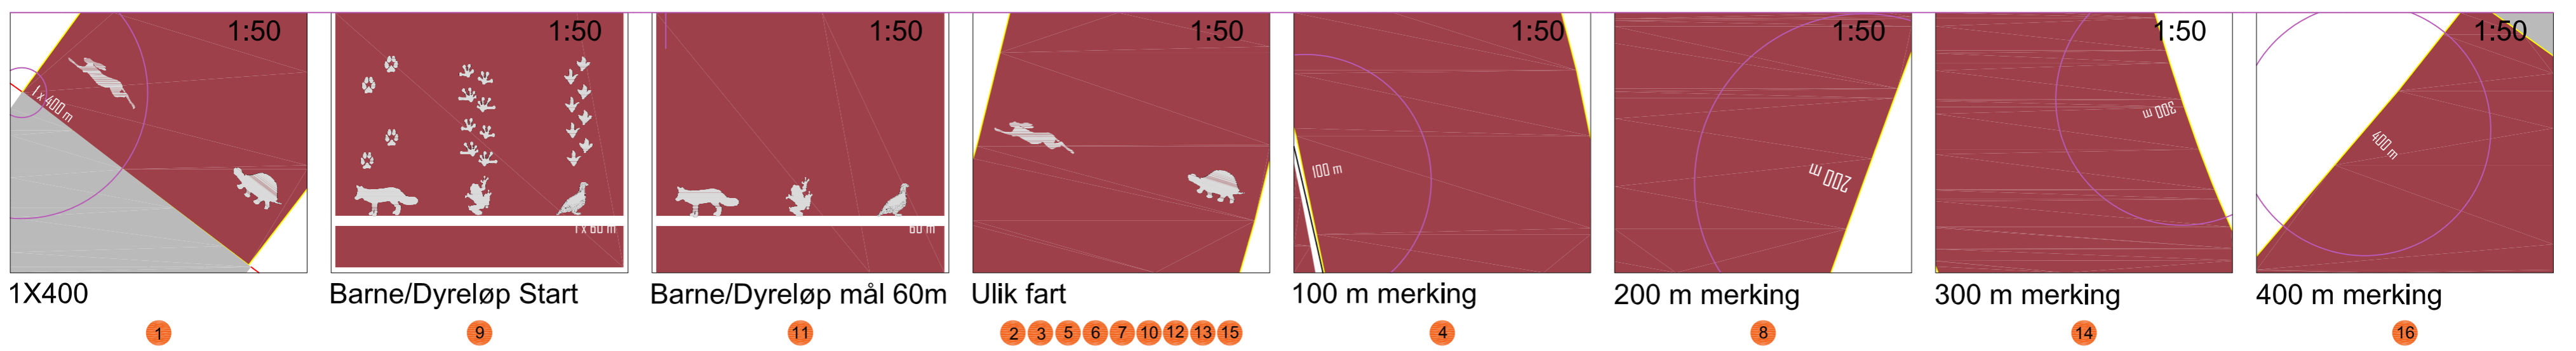 1:50
1 x 400 m
1X400
1
1:50
1 x 60 m
Barne/Dyreløp Start
9
1:50
60 m
Barne/Dyreløp mål 60m
11
1:50
Ulik fart
2 3 5 6 7 10 12 13 15
1:50
100 m
100 m merking
4
1:50
200 m
200 m merking
8
1:50
300 m
300 m merking
14
1:50
400 m
400 m merking
16